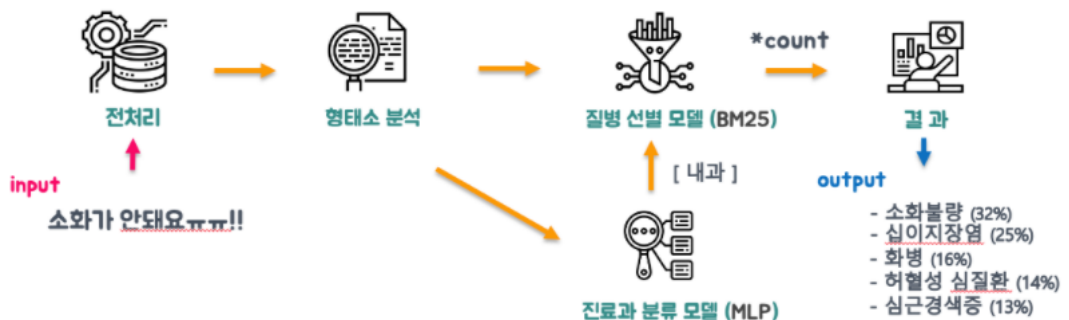 *count
전처리
형태소 분석
질병 선별 모델 (BM25)
결 과
input
소화가 안돼요ㅠㅠ!!
[ 내과 ]
진료과 분류 모델 (MLP)
output
- 소화불량 (32%)
- 십이지장염 (25%)
- 화병 (16%)
- 허혈성 심질환 (14%)
- 심근경색증 (13%)